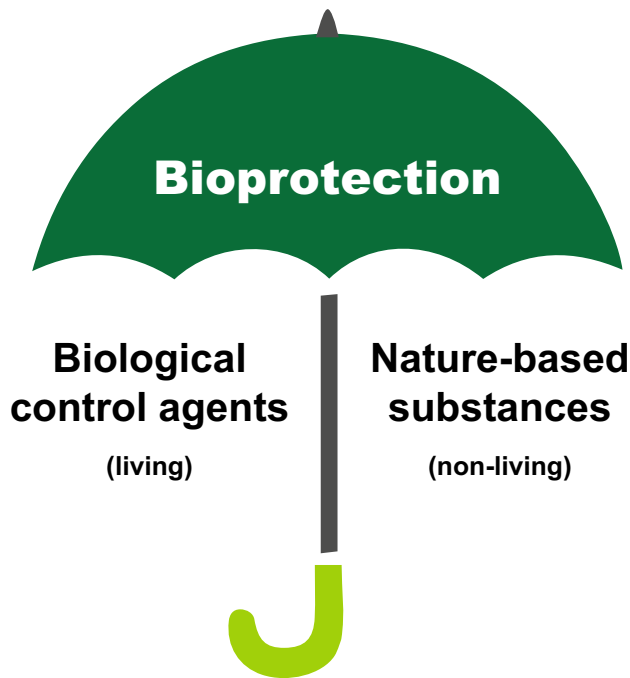 Bioprotection
Biological
control agents
(living)
Nature-based
substances
(non-living)